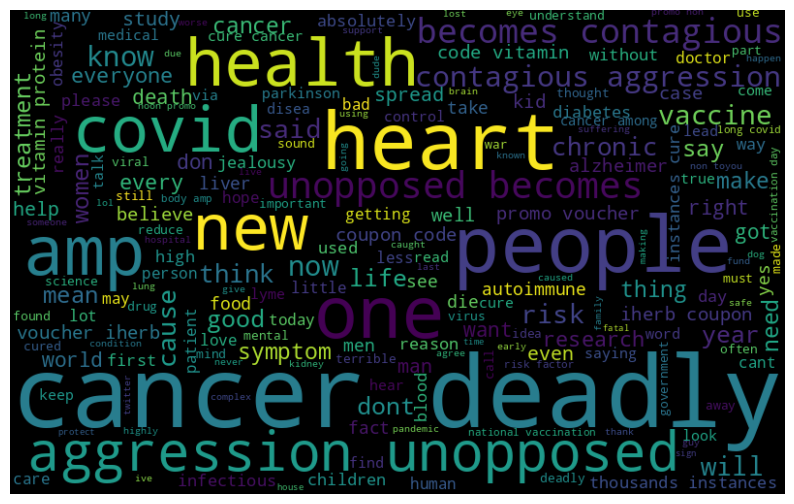 long
worse
lost eye understand
use
many study cancer absolutely promo non
due support cure cancer becomes contagious
medical dude happen
obesity know health code vitamin without part
everyone using brain doctor
parkinson contagious aggression come
vitamin protein death via spread
noon promo disea take kid thought case
please covid control diabetes vaccine
treatment bad heart cancer among lead long covid
really said sound war
viral don going suffering chronic say way
talk jealousy known non toyou
women every liver unopposed becomes alzheimer true vaccination day
still body amp hope live make instances cure
help lol important
believe new getting well promo voucher right
someone reduce coupon code making dog
hospital used caught got made
amp high less read people fund
science person think now last must yes
mean lung life see lyme autoimmune thing safe
may drug give little need
found food one die cure risk iherb coupon day
voucher iherb lot cause good today virus caused family fatal
cured love men reason want idea research word year
world first patient mental symptom man time even saying often
condition mind never terrible agree early government cant
keep twitter kidney hear call risk factor
cancer deadly
complex dont away
protect highly fact pandemic blood national vaccination thank look
aggression unopposed guy will
ive sign
care infectious find children human deadly thousands instances
house